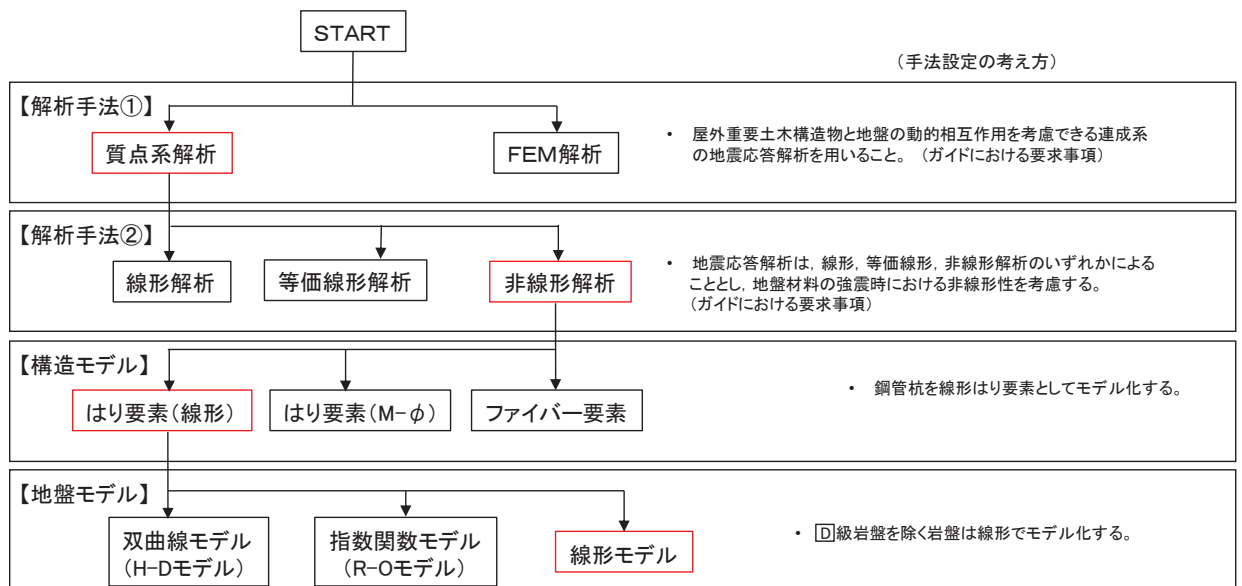 START
(手法設定の考え方)
【解析手法①】
質点系解析
FEM解析
・ 屋外重要土木構造物と地盤の動的相互作用を考慮できる連成系
の地震応答解析を用いること。 (ガイドにおける要求事項)
【解析手法②】
線形解析
等価線形解析
非線形解析
・ 地震応答解析は,線形,等価線形,非線形解析のいずれかによる
こととし,地盤材料の強震時における非線形性を考慮する。
(ガイドにおける要求事項)
【構造モデル】
はり要素(線形)
はり要素(M-φ)
ファイバー要素
・ 鋼管杭を線形はり要素としてモデル化する。
【地盤モデル】
双曲線モデル
(H-Dモデル)
指数関数モデル
(R-Oモデル)
線形モデル
・ D級岩盤を除く岩盤は線形でモデル化する。